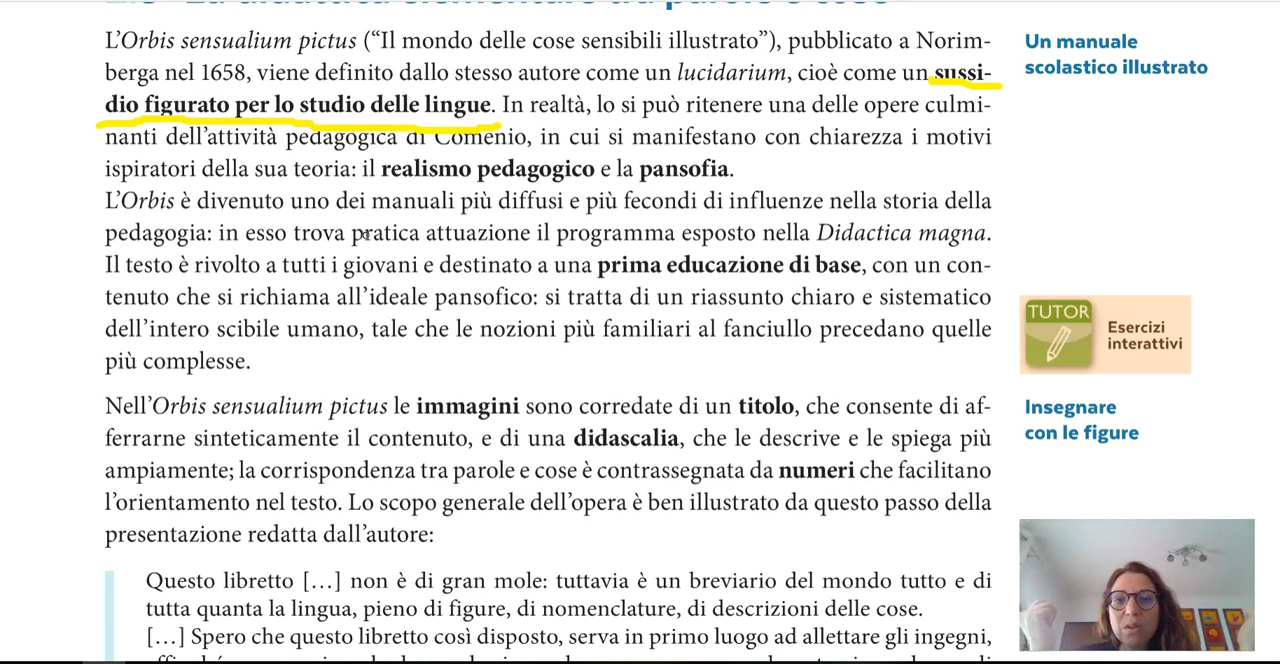 L'Orbis sensualium pictus (“Il mondo delle cose sensibili illustrato”), pubblicato a Norim-
berga nel 1658, viene definito dallo stesso autore come un lucidarium, cioè come un sussi-
dio figurato per lo studio delle lingue. In realtà, lo si può ritenere una delle opere culmi-
nanti dell'attività pedagogica di Comenio, in cui si manifestano con chiarezza i motivi
ispiratori della sua teoria: il realismo pedagogico e la pansofia.
L'Orbis è divenuto uno dei manuali più diffusi e più fecondi di influenze nella storia della
pedagogia: in esso trova pratica attuazione il programma esposto nella Didactica magna.
Il testo è rivolto a tutti i giovani e destinato a una prima educazione di base, con un con-
tenuto che si richiama all'ideale pansofico: si tratta di un riassunto chiaro e sistematico
dell'intero scibile umano, tale che le nozioni più familiari al fanciullo precedano quelle
più complesse.
Nell'Orbis sensualium pictus le immagini sono corredate di un titolo, che consente di af-
ferrarne sinteticamente il contenuto, e di una didascalia, che le descrive e le spiega più
ampiamente; la corrispondenza tra parole e cose è contrassegnata da numeri che facilitano
l'orientamento nel testo. Lo scopo generale dell'opera è ben illustrato da questo passo della
presentazione redatta dall'autore:
Questo libretto […] non è di gran mole: tuttavia è un breviario del mondo tutto e di
tutta quanta la lingua, pieno di figure, di nomenclature, di descrizioni delle cose.
[…] Spero che questo libretto così disposto, serva in primo luogo ad allettare gli ingegni,
Un manuale
scolastico illustrato
TUTOR
Esercizi
interattivi
Insegnare
con le figure